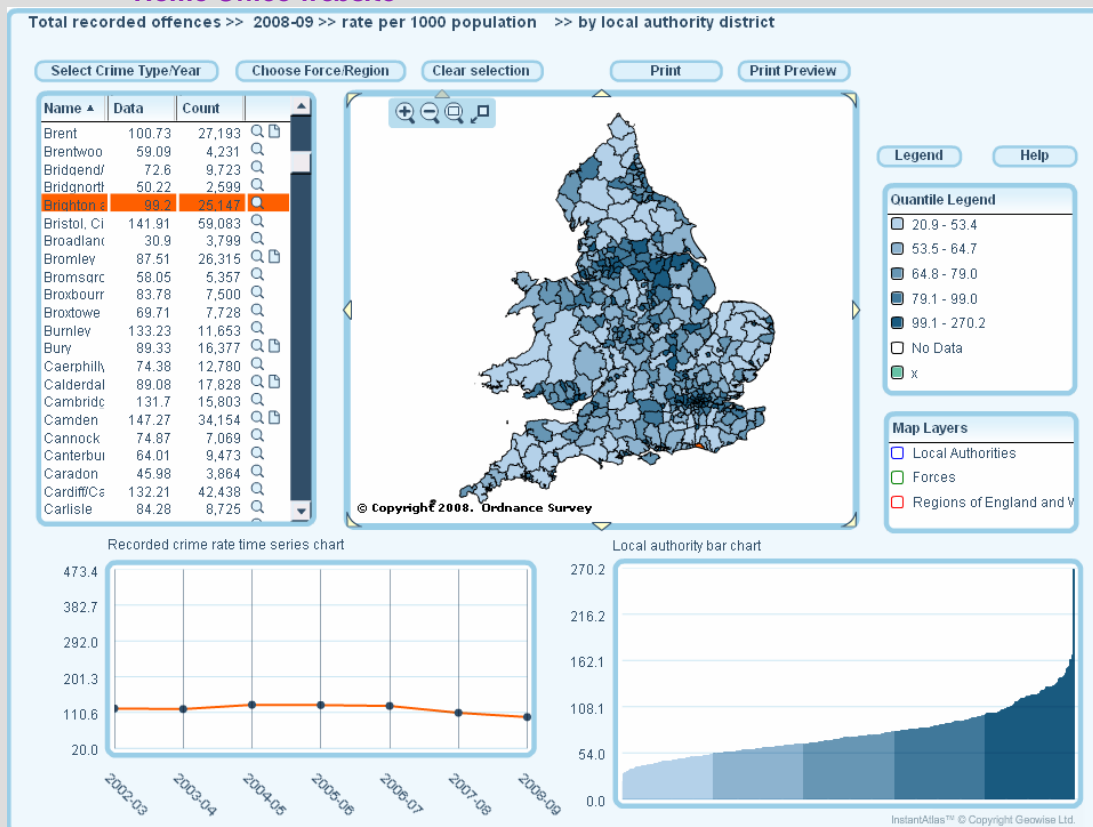 Total recorded offences >> 2008-09 >> rate per 1000 population >> by local authority district
Select Crime Type/Year Choose Force/Region Clear selection Print Print Preview
Name Data Count
Brent 100.73 27,193
Brentwoo 59.09 4,231
Bridgend/ 72.6 9,723
Bridgnorth 50.22 2,599
Brighton a 99.2 25,147
Bristol, Ci 141.91 59,083
Broadland 30.9 3,799
Bromley 87.51 26,315
Bromsgrc 58.05 5,357
Broxbourr 83.78 7,500
Broxtowe 69.71 7,728
Burnley 133.23 11,653
Bury 89.33 16,377
Caerphilly 74.38 12,780
Calderdal 89.08 17,828
Cambridg 131.7 15,803
Camden 147.27 34,154
Cannock 74.87 7,069
Canterbui 64.01 9,473
Caradon 45.98 3,864
Cardiff/Ca 132.21 42,438
Carlisle 84.28 8,725
© Copyright 2008. Ordnance Survey
Legend Help
Quantile Legend
20.9 - 53.4
53.5 - 64.7
64.8 - 79.0
79.1 - 99.0
99.1 - 270.2
No Data
x
Map Layers
Local Authorities
Forces
Regions of England and W
Recorded crime rate time series chart
473.4
382.7
292.0
201.3
110.6
20.0
2002-03 2003-04 2004-05 2005-06 2006-07 2007-08 2008-09
Local authority bar chart
270.2
216.2
162.1
108.1
54.0
0.0
InstantAtlas™ © Copyright Geowise Ltd.